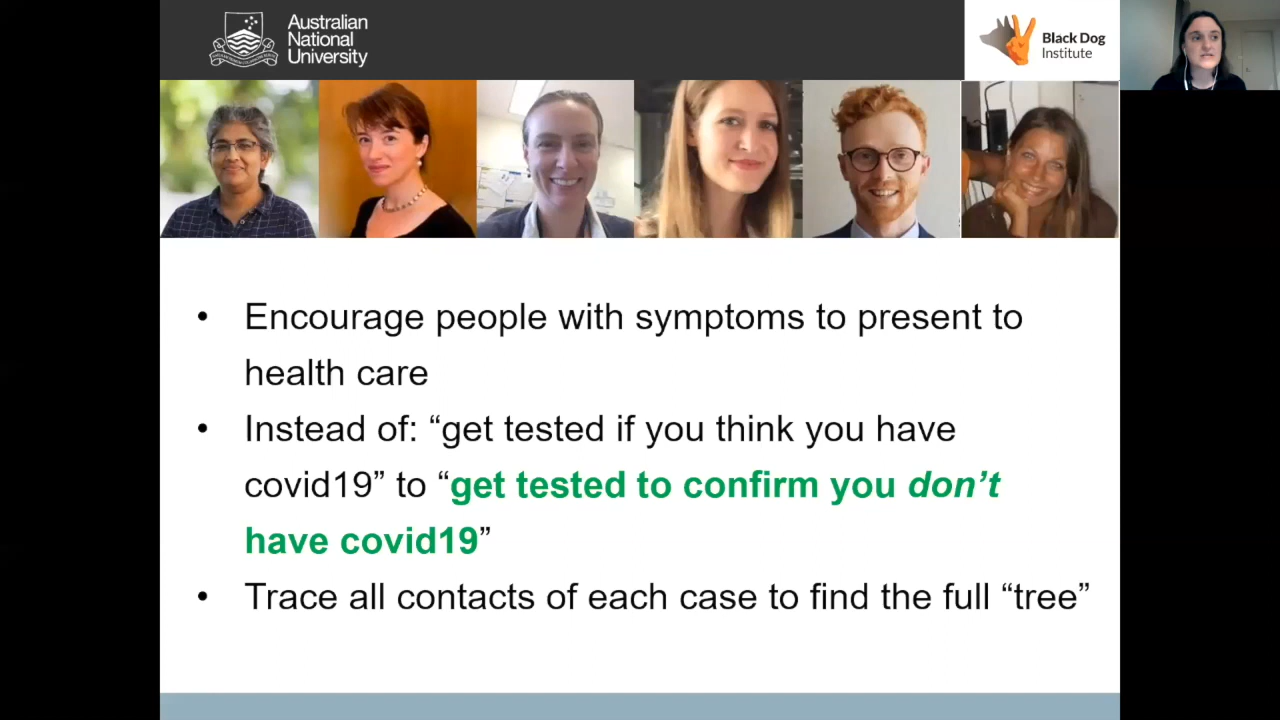 Australian
National
University
Black Dog
Institute
• Encourage people with symptoms to present to
health care
• Instead of: “get tested if you think you have
covid19” to “get tested to confirm you don’t
have covid19”
• Trace all contacts of each case to find the full “tree”